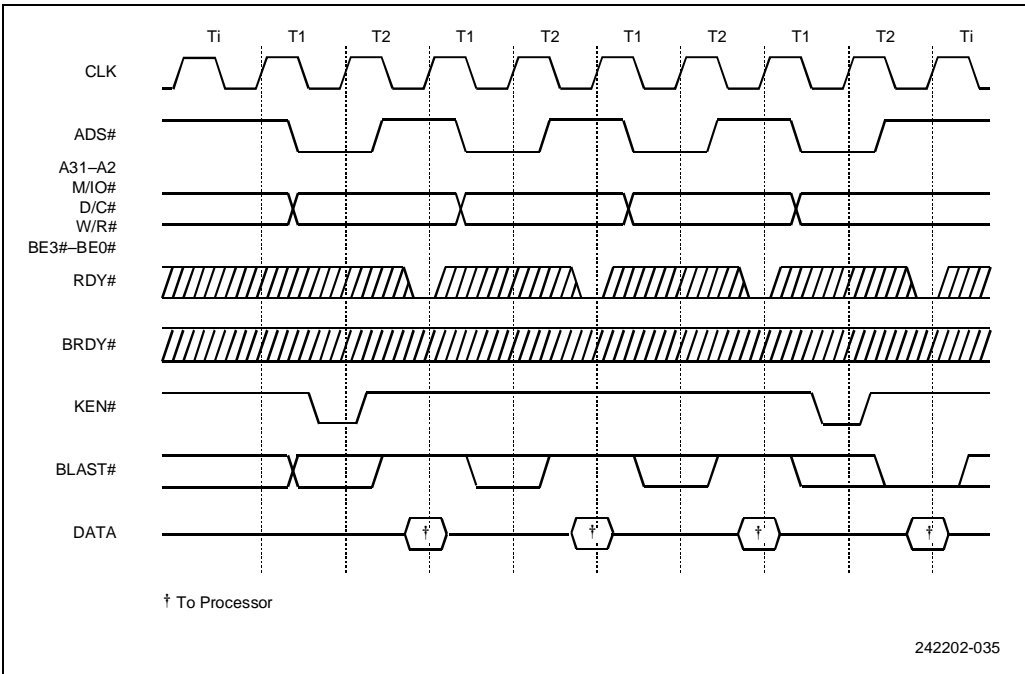 Ti T1 T2 T1 T2 T1 T2 T1 T2 Ti
CLK
ADS#
A31–A2
M/IO#
D/C#
W/R#
BE3#–BE0#
RDY#
BRDY#
KEN#
BLAST#
DATA † † † †
† To Processor
242202-035